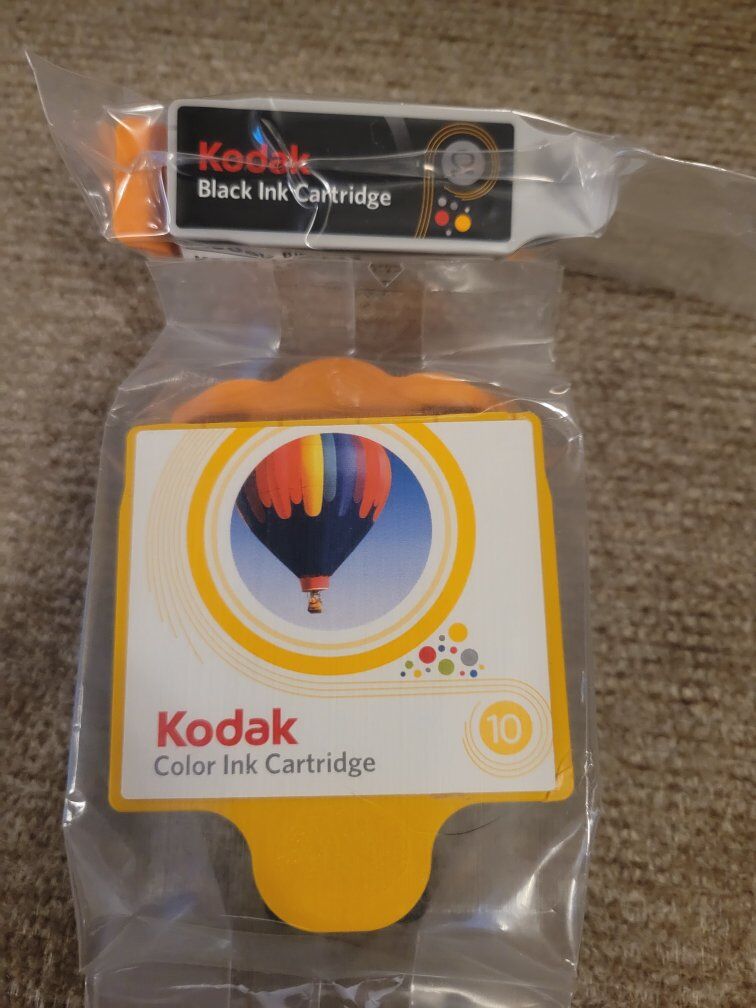 Kodak
Black Ink Cartridge
Kodak
Color Ink Cartridge
10